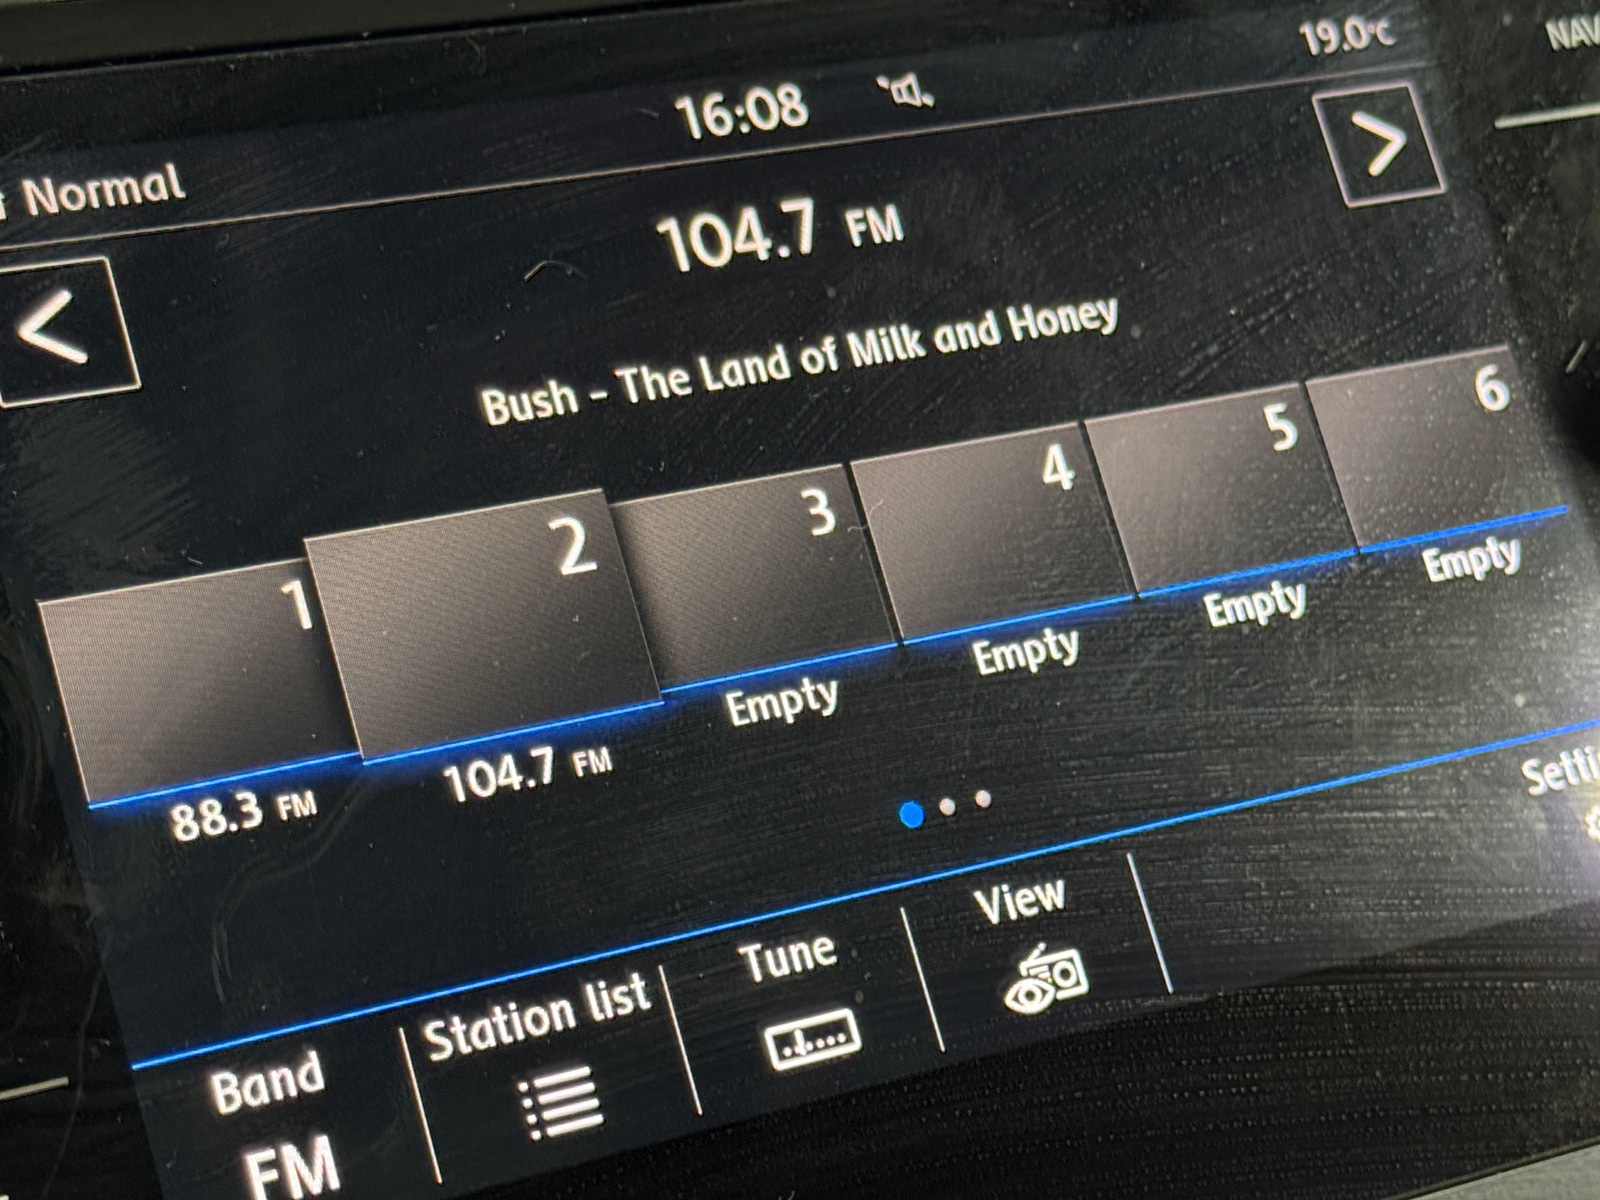 NAV
19.0°C
16:08
Normal
104.7 FM
Bush - The Land of Milk and Honey
1
2
3
4
5
6
88.3 FM
104.7 FM
Empty
Empty
Empty
Empty
Band
FM
Station list
Tune
View
Setti